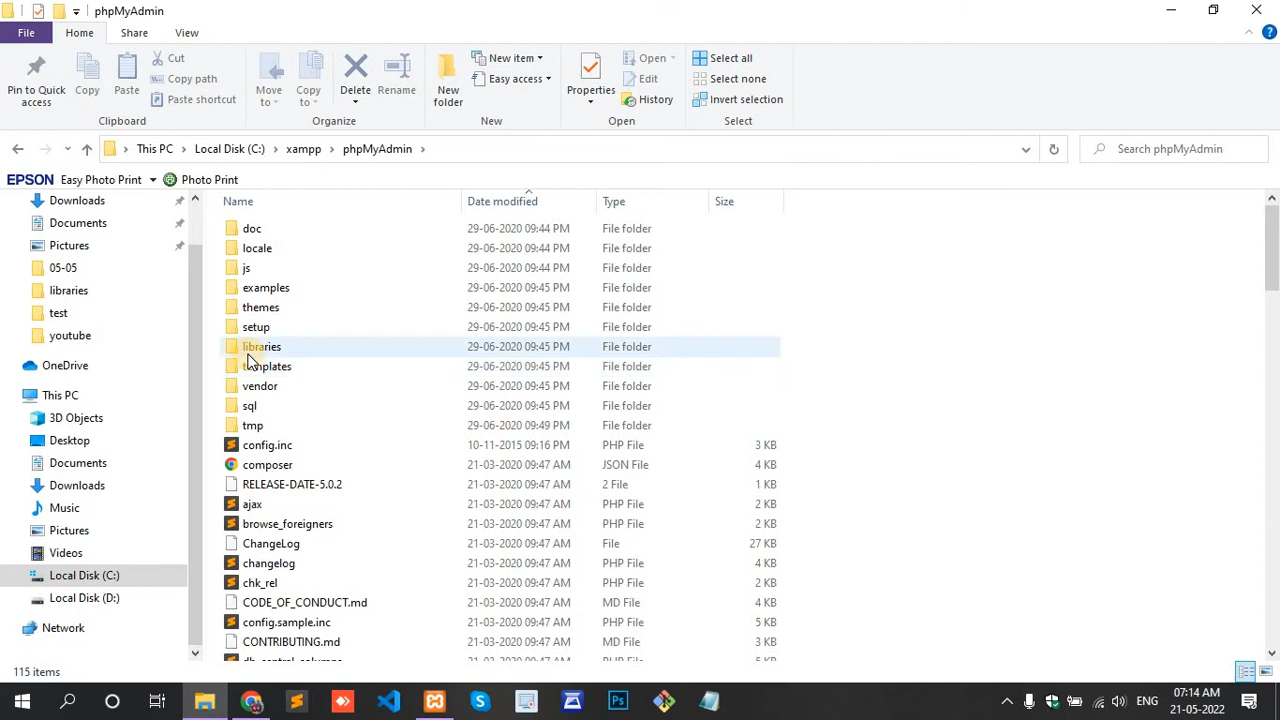 phpMyAdmin
File Home Share View
Pin to Quick access
Copy
Paste
Cut
Copy path
Paste shortcut
Clipboard
Move to
Copy to
Delete
Rename
Organize
New folder
New item
Easy access
New
Properties
Open
Edit
History
Open
Select all
Select none
Invert selection
Select
This PC › Local Disk (C:) › xampp › phpMyAdmin ›
Search phpMyAdmin
EPSON Easy Photo Print Photo Print
Downloads
Documents
Pictures
05-05
libraries
test
youtube
OneDrive
This PC
3D Objects
Desktop
Documents
Downloads
Music
Pictures
Videos
Local Disk (C:)
Local Disk (D:)
Network
Name Date modified Type Size
doc 29-06-2020 09:44 PM File folder
locale 29-06-2020 09:44 PM File folder
js 29-06-2020 09:44 PM File folder
examples 29-06-2020 09:45 PM File folder
themes 29-06-2020 09:45 PM File folder
setup 29-06-2020 09:45 PM File folder
libraries 29-06-2020 09:45 PM File folder
templates 29-06-2020 09:45 PM File folder
vendor 29-06-2020 09:45 PM File folder
sql 29-06-2020 09:45 PM File folder
tmp 29-06-2020 09:49 PM File folder
config.inc 10-11-2015 09:16 PM PHP File 3 KB
composer 21-03-2020 09:47 AM JSON File 4 KB
RELEASE-DATE-5.0.2 21-03-2020 09:47 AM 2 File 1 KB
ajax 21-03-2020 09:47 AM PHP File 2 KB
browse_foreigners 21-03-2020 09:47 AM PHP File 2 KB
ChangeLog 21-03-2020 09:47 AM File 27 KB
changelog 21-03-2020 09:47 AM PHP File 4 KB
chk_rel 21-03-2020 09:47 AM PHP File 2 KB
CODE_OF_CONDUCT.md 21-03-2020 09:47 AM MD File 4 KB
config.sample.inc 21-03-2020 09:47 AM PHP File 5 KB
CONTRIBUTING.md 21-03-2020 09:47 AM MD File 3 KB
115 items
ENG
07:14 AM
21-05-2022